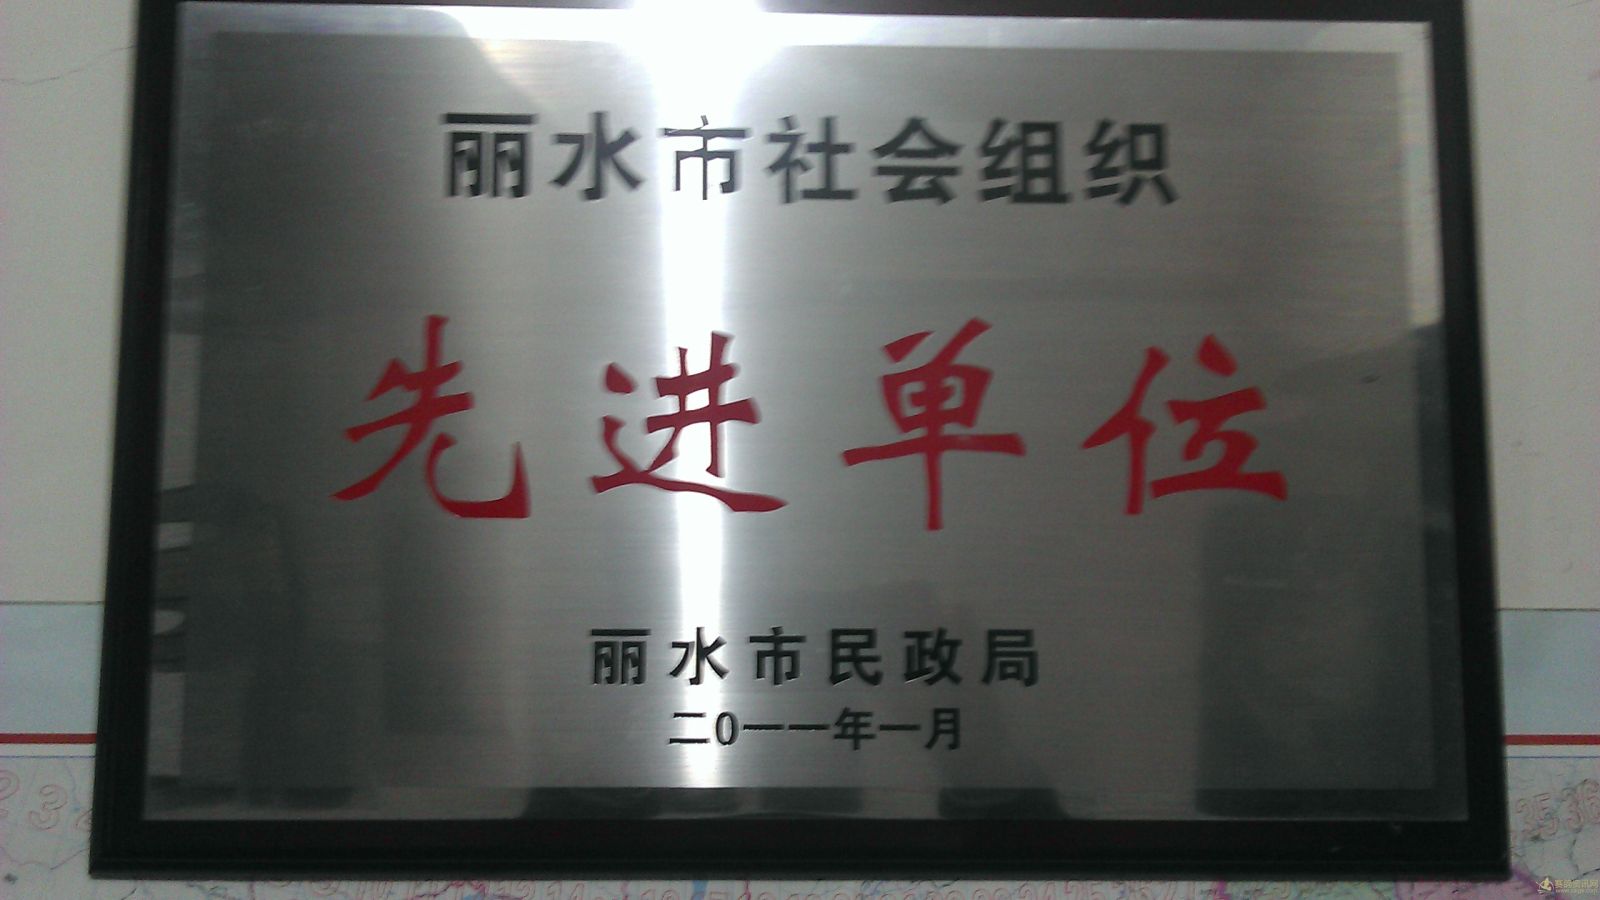 丽水市社会组织
先进单位
丽水市民政局
二0一一年一月